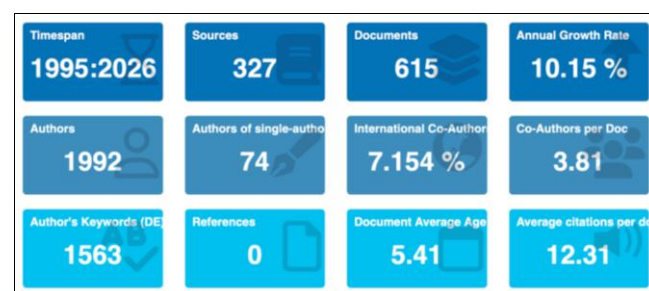 Timespan
1995:2026
Sources
327
Documents
615
Annual Growth Rate
10.15 %
Authors
1992
Authors of single-autho
74
International Co-Author
7.154 %
Co-Authors per Doc
3.81
Author's Keywords (DE)
1563
References
0
Document Average Age
5.41
Average citations per do
12.31